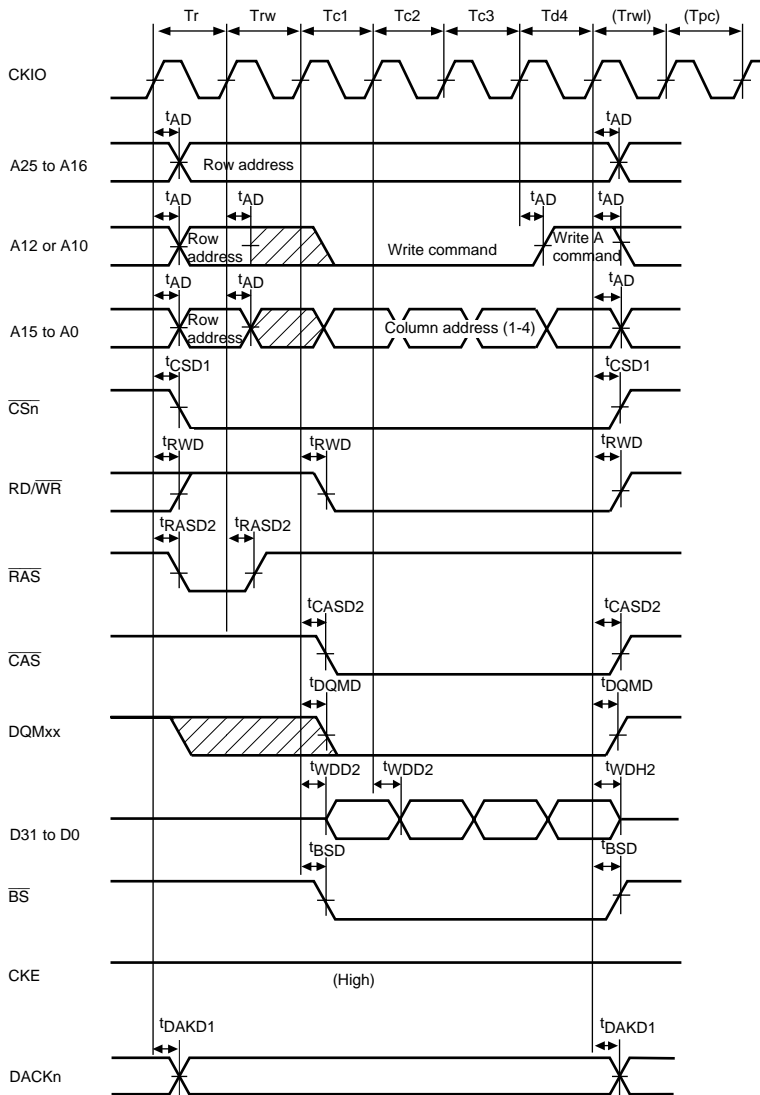 Tr Trw Tc1 Tc2 Tc3 Td4 (Trwl) (Tpc)
CKIO
tAD tAD
A25 to A16 Row address
tAD tAD tAD tAD
A12 or A10 Row address Write command Write A command
tAD tAD tAD
A15 to A0 Row address Column address (1-4)
tCSD1 tCSD1
CSn
tRWD tRWD tRWD
RD/WR
tRASD2 tRASD2
RAS
tCASD2 tCASD2
CAS
tDQMD tDQMD
DQMxx
tWDD2 tWDD2 tWDH2
D31 to D0
tBSD tBSD
BS
CKE (High)
tDAKD1 tDAKD1
DACKn